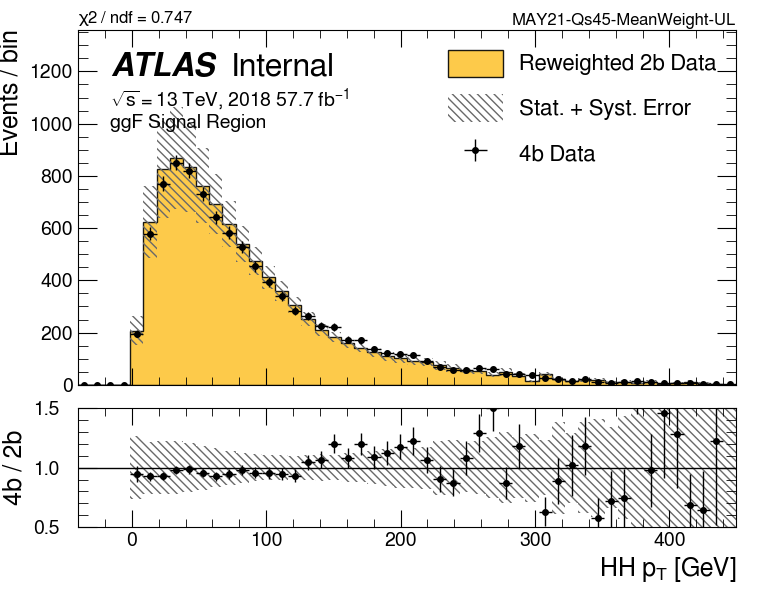 χ2 / ndf = 0.747
MAY21-Qs45-MeanWeight-UL
Events / bin
1200
1000
800
600
400
200
0
ATLAS Internal
√s = 13 TeV, 2018 57.7 fb−1
ggF Signal Region
Reweighted 2b Data
Stat. + Syst. Error
4b Data
4b / 2b
1.5
1.0
0.5
0 100 200 300 400
HH pT [GeV]